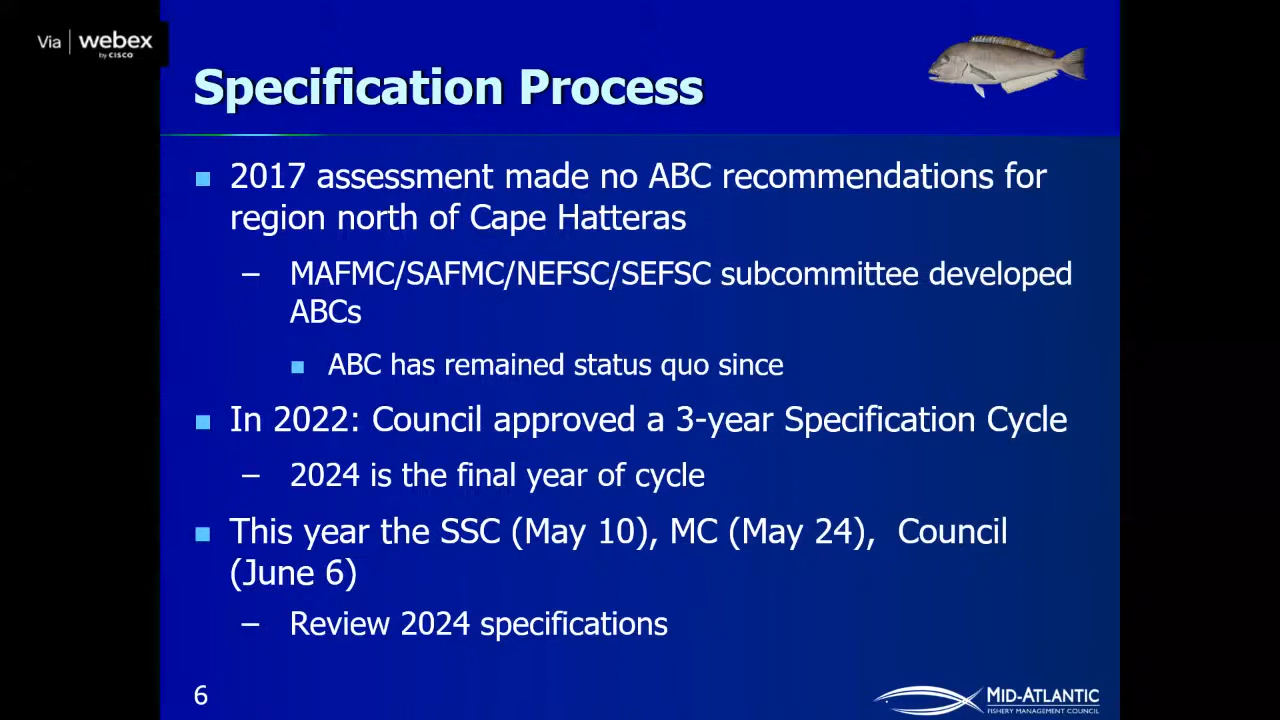 Via webex
by CISCO
Specification Process
2017 assessment made no ABC recommendations for
region north of Cape Hatteras
– MAFMC/SAFMC/NEFSC/SEFSC subcommittee developed
ABCs
ABC has remained status quo since
In 2022: Council approved a 3-year Specification Cycle
– 2024 is the final year of cycle
This year the SSC (May 10), MC (May 24), Council
(June 6)
– Review 2024 specifications
6
MID-ATLANTIC
FISHERY MANAGEMENT COUNCIL